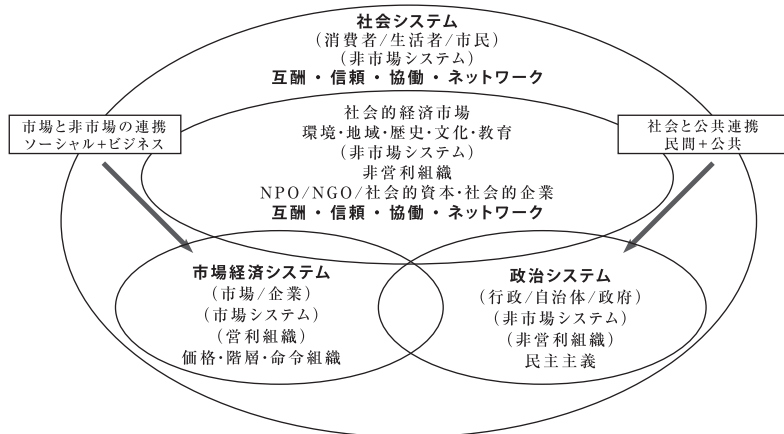 社会システム
（消費者/生活者/市民）
（非市場システム）
互酬・信頼・協働・ネットワーク
市場と非市場の連携
ソーシャル＋ビジネス
社会と公共連携
民間＋公共
社会的経済市場
環境・地域・歴史・文化・教育
（非市場システム）
非営利組織
NPO/NGO/社会的資本・社会的企業
互酬・信頼・協働・ネットワーク
市場経済システム
（市場/企業）
（市場システム）
（営利組織）
価格・階層・命令組織
政治システム
（行政/自治体/政府）
（非市場システム）
（非営利組織）
民主主義